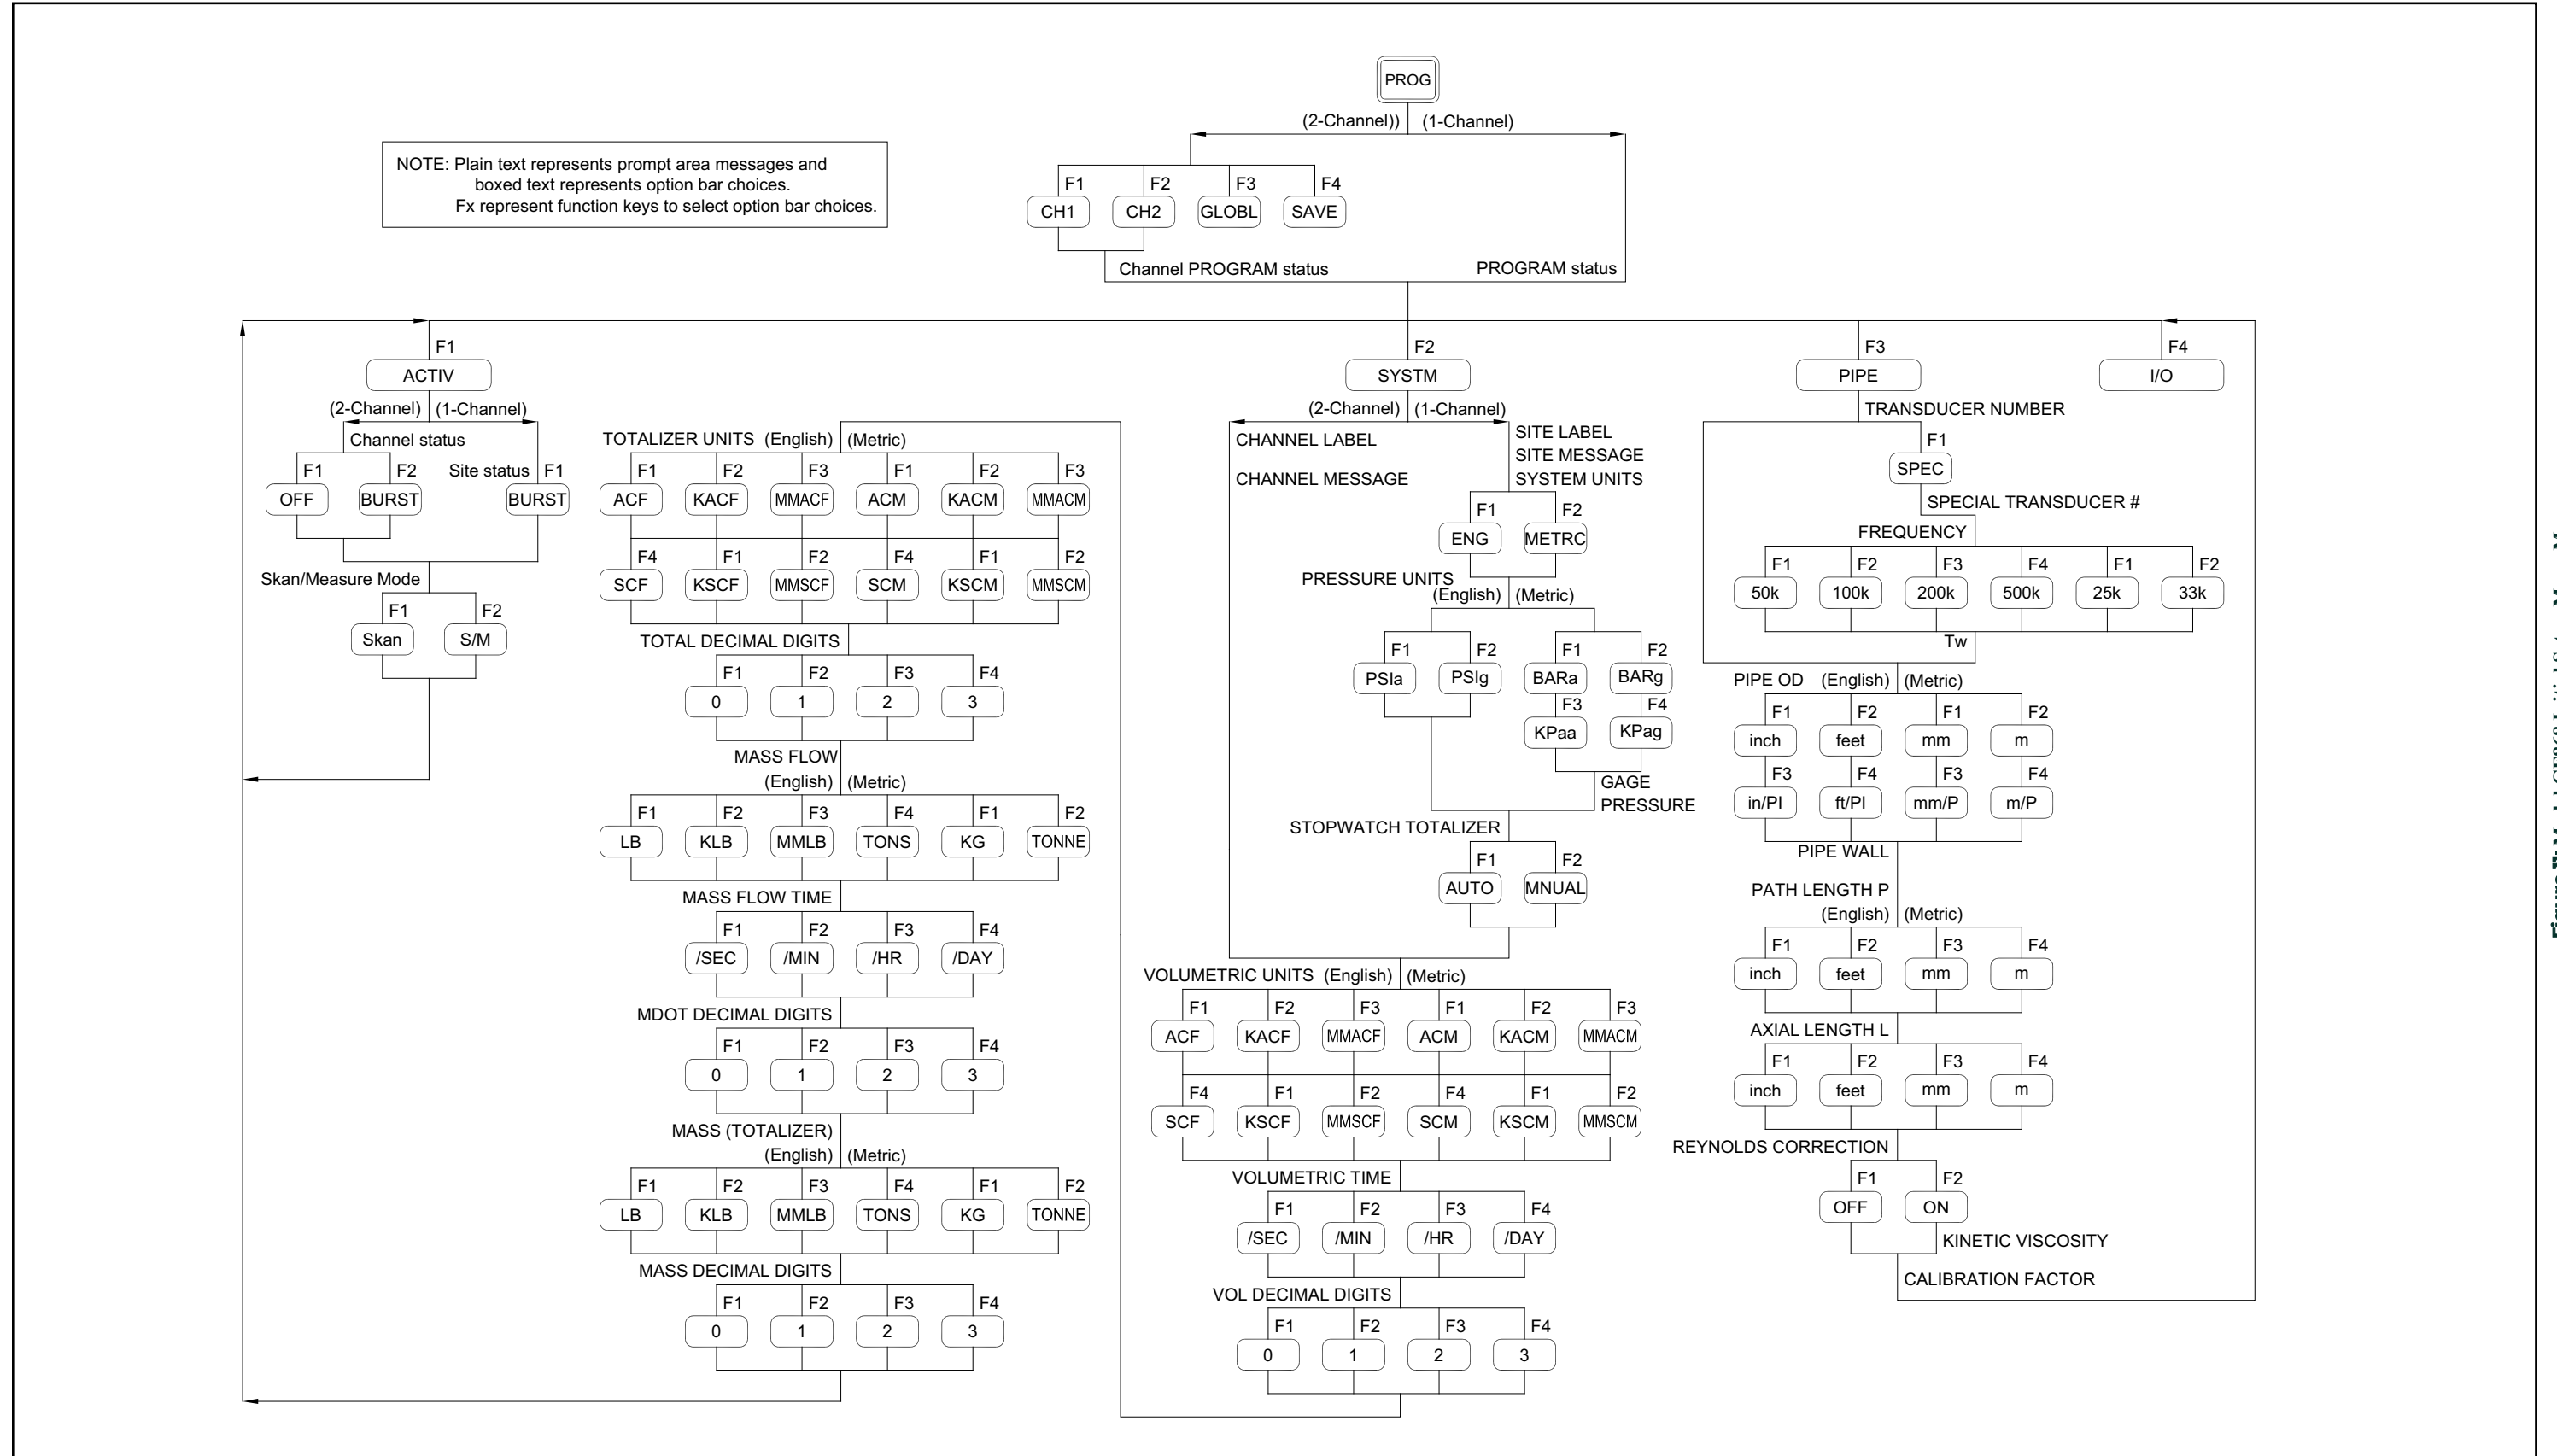 PROG
(2-Channel)) (1-Channel)
NOTE: Plain text represents prompt area messages and
boxed text represents option bar choices.
Fx represent function keys to select option bar choices.
F1 F2 F3 F4
CH1 CH2 GLOBL SAVE
Channel PROGRAM status PROGRAM status
F1
ACTIV
(2-Channel) (1-Channel)
Channel status
F1 F2 Site status F1
OFF BURST BURST
Skan/Measure Mode
F1 F2
Skan S/M
F2
SYSTM
(2-Channel) (1-Channel)
CHANNEL LABEL
CHANNEL MESSAGE
SITE LABEL
SITE MESSAGE
SYSTEM UNITS
F1 F2
ENG METRC
PRESSURE UNITS
(English) (Metric)
F1 F2 F1 F2
PSIa PSIg BARa BARg
F3 F4
KPaa KPag
GAGE
PRESSURE
STOPWATCH TOTALIZER
F1 F2
AUTO MNUAL
VOLUMETRIC UNITS (English) (Metric)
F1 F2 F3 F1 F2 F3
ACF KACF MMACF ACM KACM MMACM
F4 F1 F2 F4 F1 F2
SCF KSCF MMSCF SCM KSCM MMSCM
VOLUMETRIC TIME
F1 F2 F3 F4
/SEC /MIN /HR /DAY
VOL DECIMAL DIGITS
F1 F2 F3 F4
0 1 2 3
TOTALIZER UNITS (English) (Metric)
F1 F2 F3 F1 F2 F3
ACF KACF MMACF ACM KACM MMACM
F4 F1 F2 F4 F1 F2
SCF KSCF MMSCF SCM KSCM MMSCM
TOTAL DECIMAL DIGITS
F1 F2 F3 F4
0 1 2 3
MASS FLOW
(English) (Metric)
F1 F2 F3 F4 F1 F2
LB KLB MMLB TONS KG TONNE
MASS FLOW TIME
F1 F2 F3 F4
/SEC /MIN /HR /DAY
MDOT DECIMAL DIGITS
F1 F2 F3 F4
0 1 2 3
MASS (TOTALIZER)
(English) (Metric)
F1 F2 F3 F4 F1 F2
LB KLB MMLB TONS KG TONNE
MASS DECIMAL DIGITS
F1 F2 F3 F4
0 1 2 3
F3
PIPE
TRANSDUCER NUMBER
F1
SPEC
SPECIAL TRANSDUCER #
FREQUENCY
F1 F2 F3 F4 F1 F2
50k 100k 200k 500k 25k 33k
Tw
PIPE OD (English) (Metric)
F1 F2 F1 F2
inch feet mm m
F3 F4 F3 F4
in/PI ft/PI mm/P m/P
PIPE WALL
PATH LENGTH P
(English) (Metric)
F1 F2 F3 F4
inch feet mm m
AXIAL LENGTH L
F1 F2 F3 F4
inch feet mm m
REYNOLDS CORRECTION
F1 F2
OFF ON
KINETIC VISCOSITY
CALIBRATION FACTOR
F4
I/O